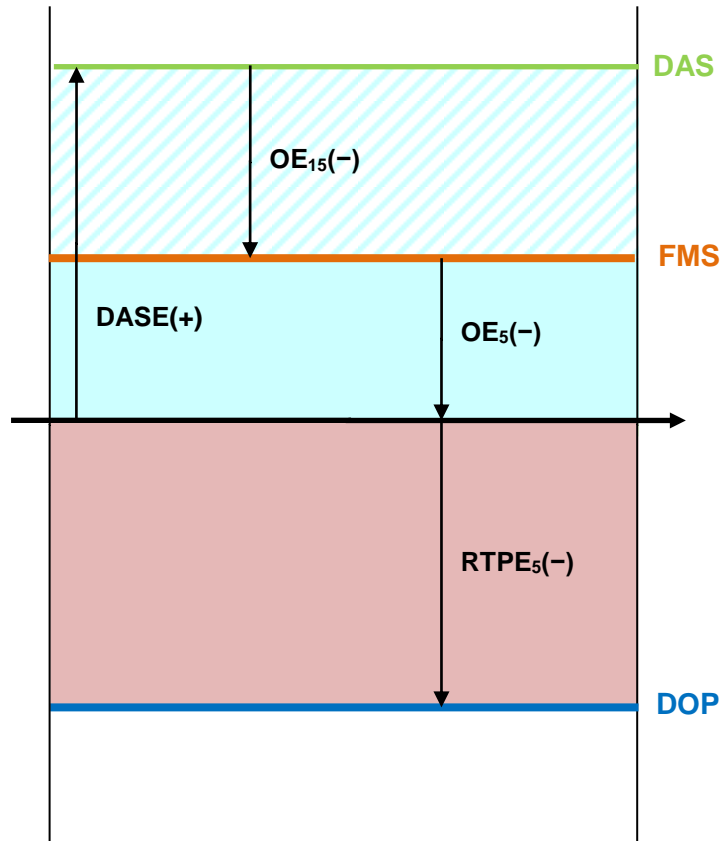 DAS
OE₁₅(−)
FMS
DASE(+)
OE₅(−)
RTPE₅(−)
DOP